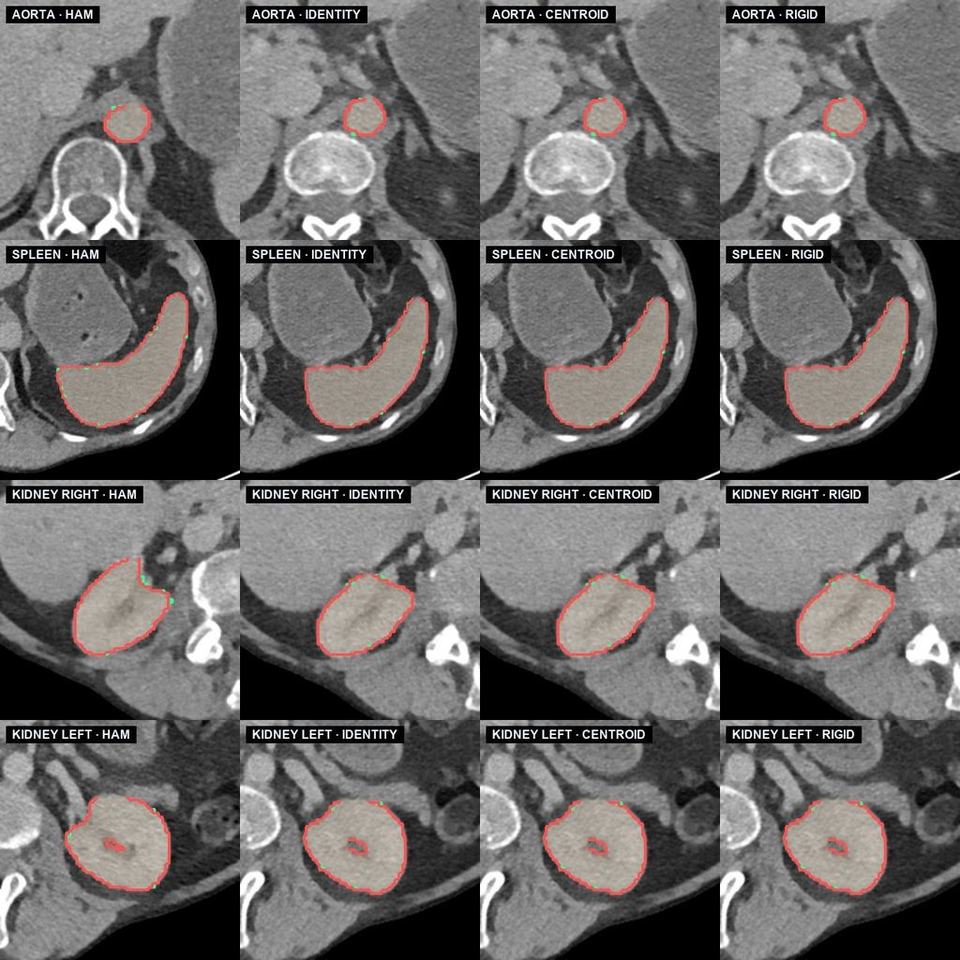 AORTA · HAM
AORTA · IDENTITY
AORTA · CENTROID
AORTA · RIGID
SPLEEN · HAM
SPLEEN · IDENTITY
SPLEEN · CENTROID
SPLEEN · RIGID
KIDNEY RIGHT · HAM
KIDNEY RIGHT · IDENTITY
KIDNEY RIGHT · CENTROID
KIDNEY RIGHT · RIGID
KIDNEY LEFT · HAM
KIDNEY LEFT · IDENTITY
KIDNEY LEFT · CENTROID
KIDNEY LEFT · RIGID